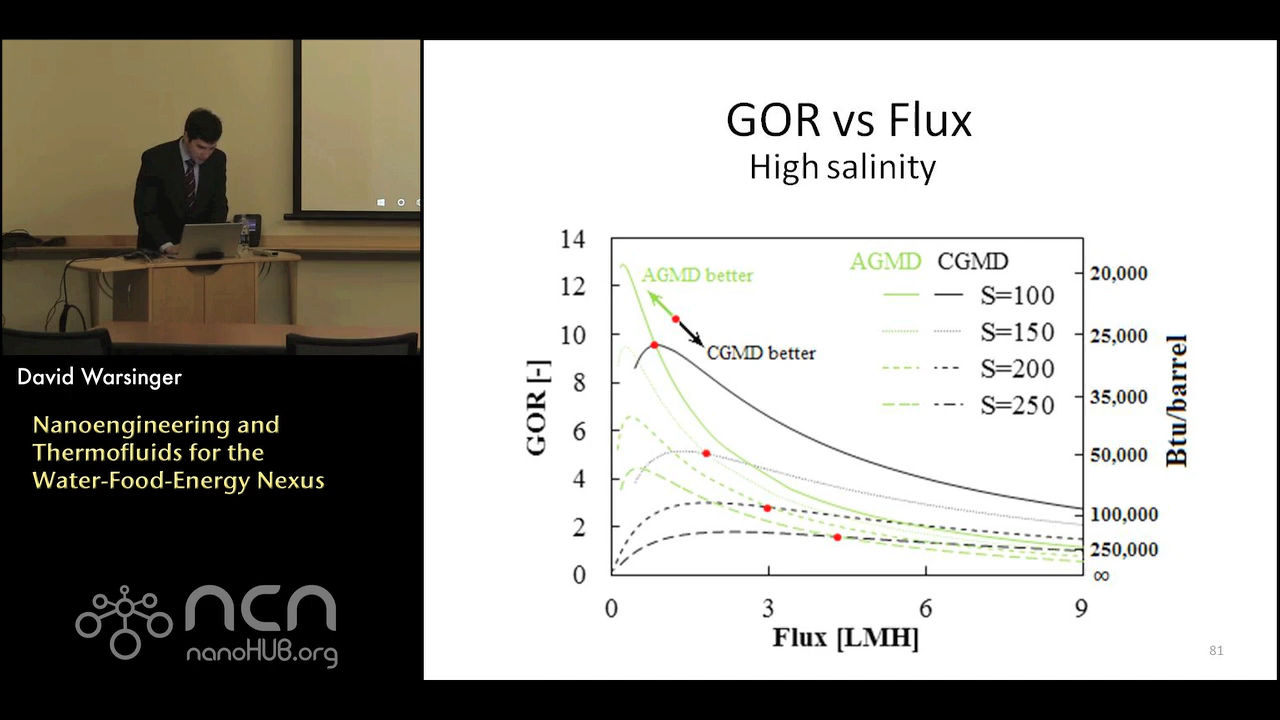 David Warsinger
Nanoengineering and
Thermofluids for the
Water-Food-Energy Nexus
ncn
nanoHUB.org
GOR vs Flux
High salinity
14
12
10
8
6
4
2
0
GOR [-]
AGMD better
CGMD better
AGMD CGMD
S=100
S=150
S=200
S=250
20,000
25,000
35,000
50,000
100,000
250,000
∞
Btu/barrel
0 3 6 9
Flux [LMH]
81